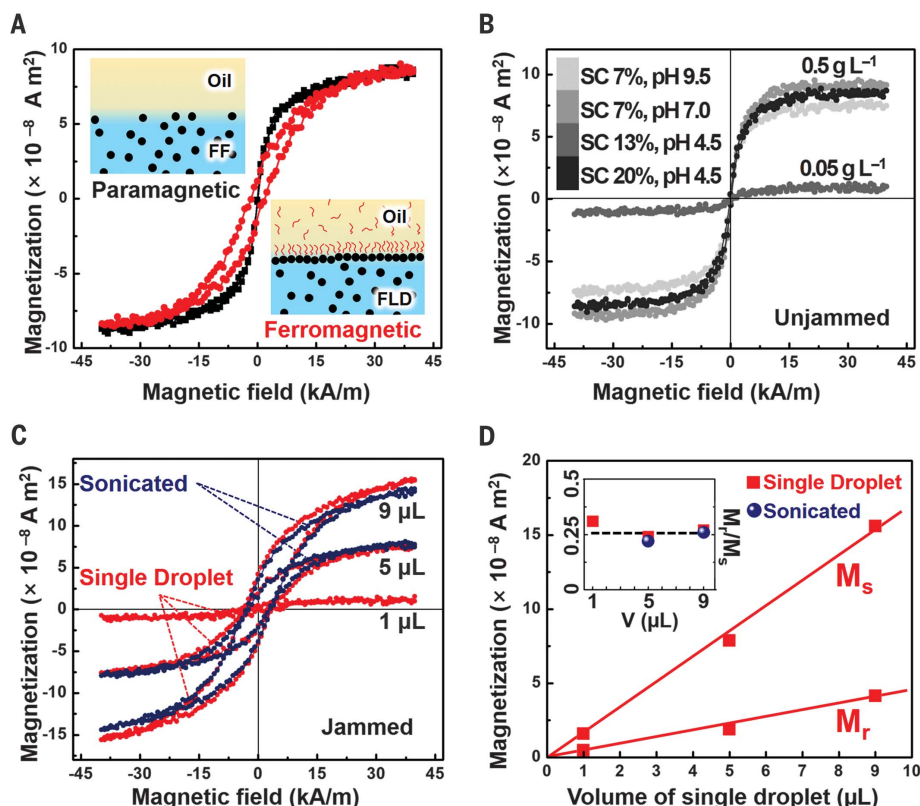 A
Magnetization (× 10⁻⁸ A m²)
10
5
0
-5
-10
Oil
FF
Paramagnetic
Oil
FLD
Ferromagnetic
-45 -30 -15 0 15 30 45
Magnetic field (kA/m)
B
Magnetization (× 10⁻⁸ A m²)
10
5
0
-5
-10
SC 7%, pH 9.5
SC 7%, pH 7.0
SC 13%, pH 4.5
SC 20%, pH 4.5
0.5 g L⁻¹
0.05 g L⁻¹
Unjammed
-45 -30 -15 0 15 30 45
Magnetic field (kA/m)
C
Magnetization (× 10⁻⁸ A m²)
15
10
5
0
-5
-10
-15
Sonicated
9 µL
5 µL
Single Droplet
1 µL
Jammed
-45 -30 -15 0 15 30 45
Magnetic field (kA/m)
D
Magnetization (× 10⁻⁸ A m²)
20
15
10
5
0
0.5
0.25
0
Mr/Ms
1 5 9
V (µL)
Single Droplet
Sonicated
Ms
Mr
0 1 2 3 4 5 6 7 8 9 10
Volume of single droplet (µL)